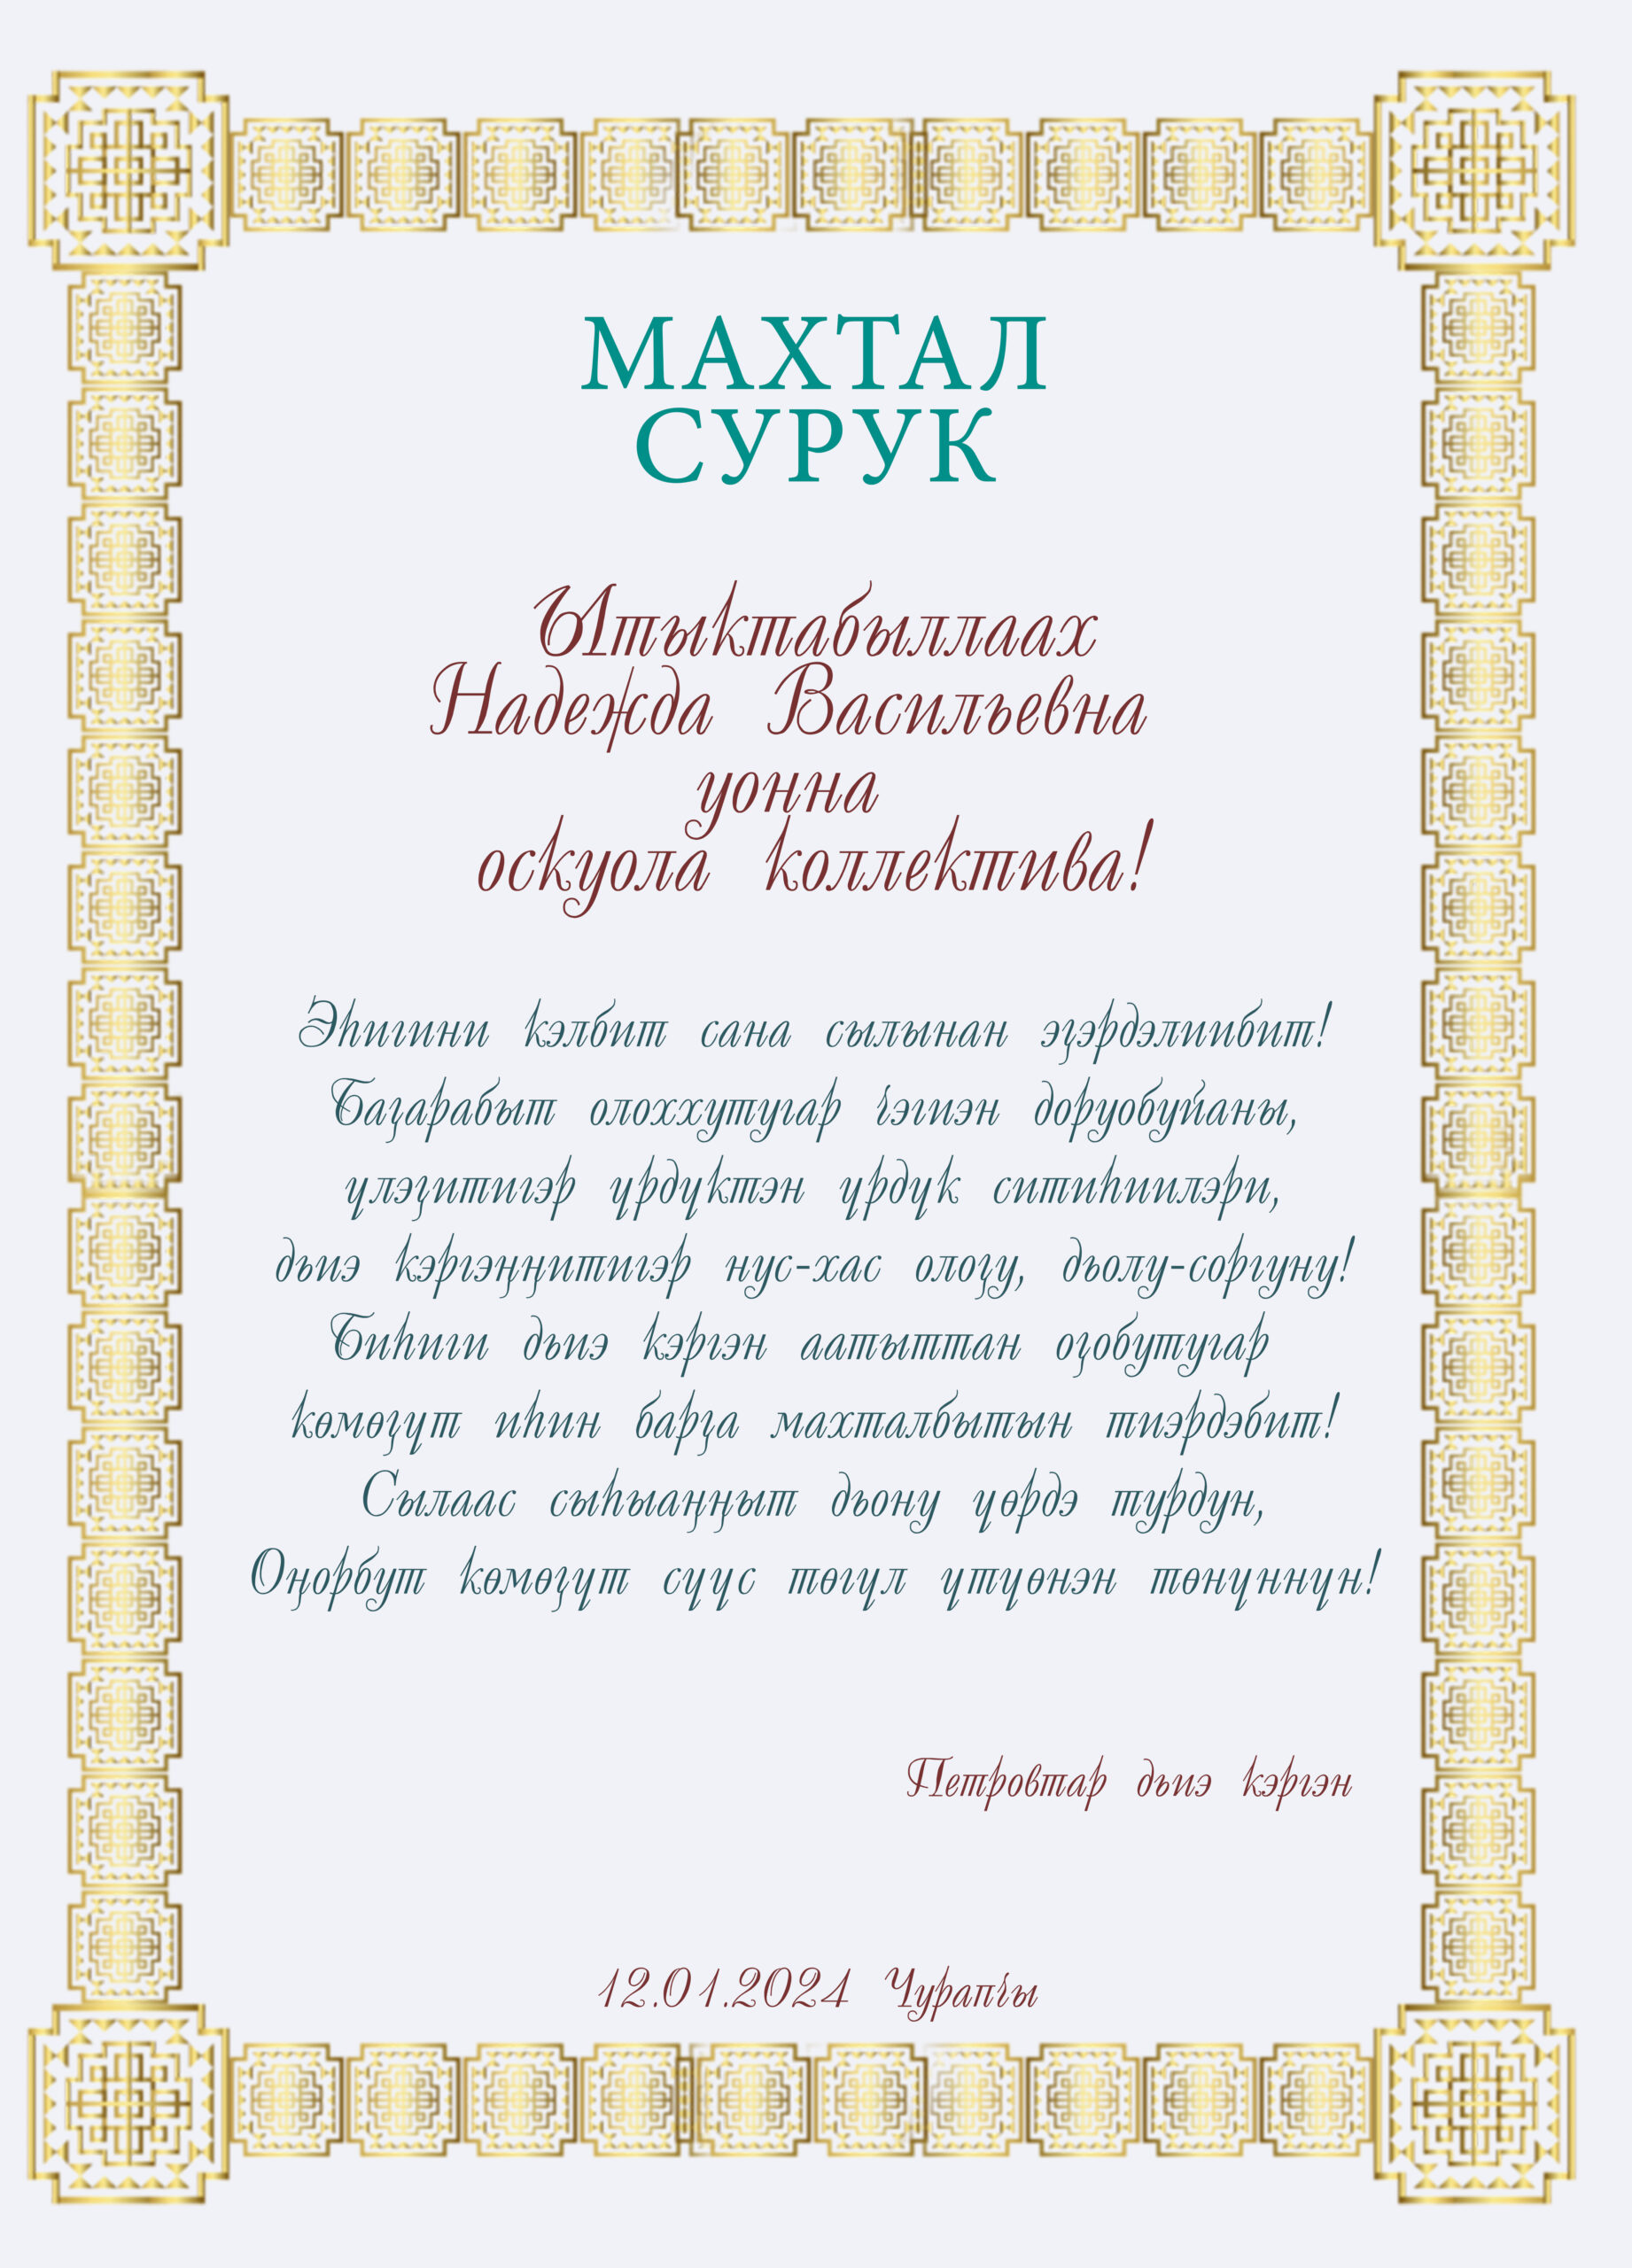 МАХТАЛ
СУРУК
Ытыктабыллаах
Надежда Васильевна
уонна
оскуола коллектива!
Эһигини кэлбит сана сылынан эҕэрдэлиибит!
Баҕарабыт олоххутугар чэгиэн доруобуйаны,
үлэҕитигэр үрдүктэн үрдүк ситиһиилэри,
дьиэ кэргэҥҥитигэр нус-хас олоҕу, дьолу-соргуну!
Биһиги дьиэ кэргэн аатыттан оҕобутугар
көмөҕүт иһин барҕа махталбытын тиэрдэбит!
Сылаас сыһыаҥҥыт дьону үөрдэ турдун,
Оҥорбут көмөҕүт сүүс төгүл үтүөнэн төнүннүн!
Петровтар дьиэ кэргэн
12.01.2024 Чурапчы